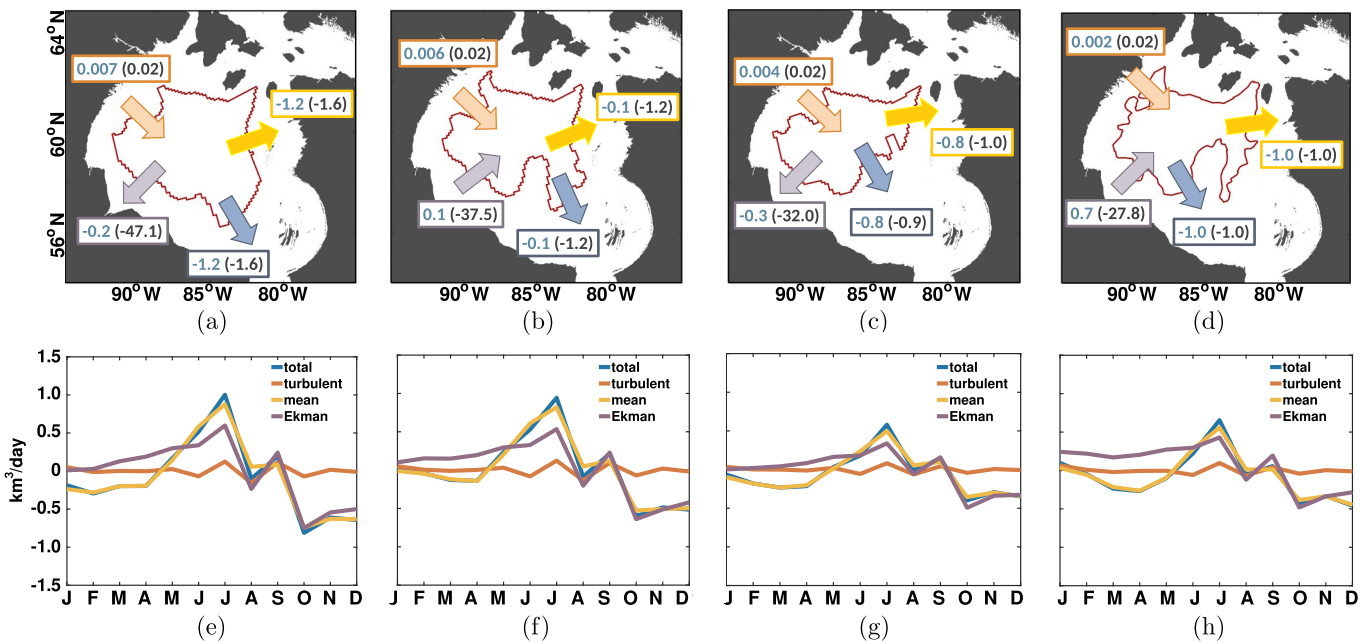 64°N
60°N
56°N
0.007 (0.02)
-1.2 (-1.6)
-0.2 (-47.1)
-1.2 (-1.6)
90°W 85°W 80°W
(a)
0.006 (0.02)
-0.1 (-1.2)
0.1 (-37.5)
-0.1 (-1.2)
90°W 85°W 80°W
(b)
0.004 (0.02)
-0.8 (-1.0)
-0.3 (-32.0)
-0.8 (-0.9)
90°W 85°W 80°W
(c)
0.002 (0.02)
-1.0 (-1.0)
0.7 (-27.8)
-1.0 (-1.0)
90°W 85°W 80°W
(d)
km³/day
1.5
1.0
0.5
0
-0.5
-1.0
-1.5
total
turbulent
mean
Ekman
J F M A M J J A S O N D
(e)
total
turbulent
mean
Ekman
J F M A M J J A S O N D
(f)
total
turbulent
mean
Ekman
J F M A M J J A S O N D
(g)
total
turbulent
mean
Ekman
J F M A M J J A S O N D
(h)